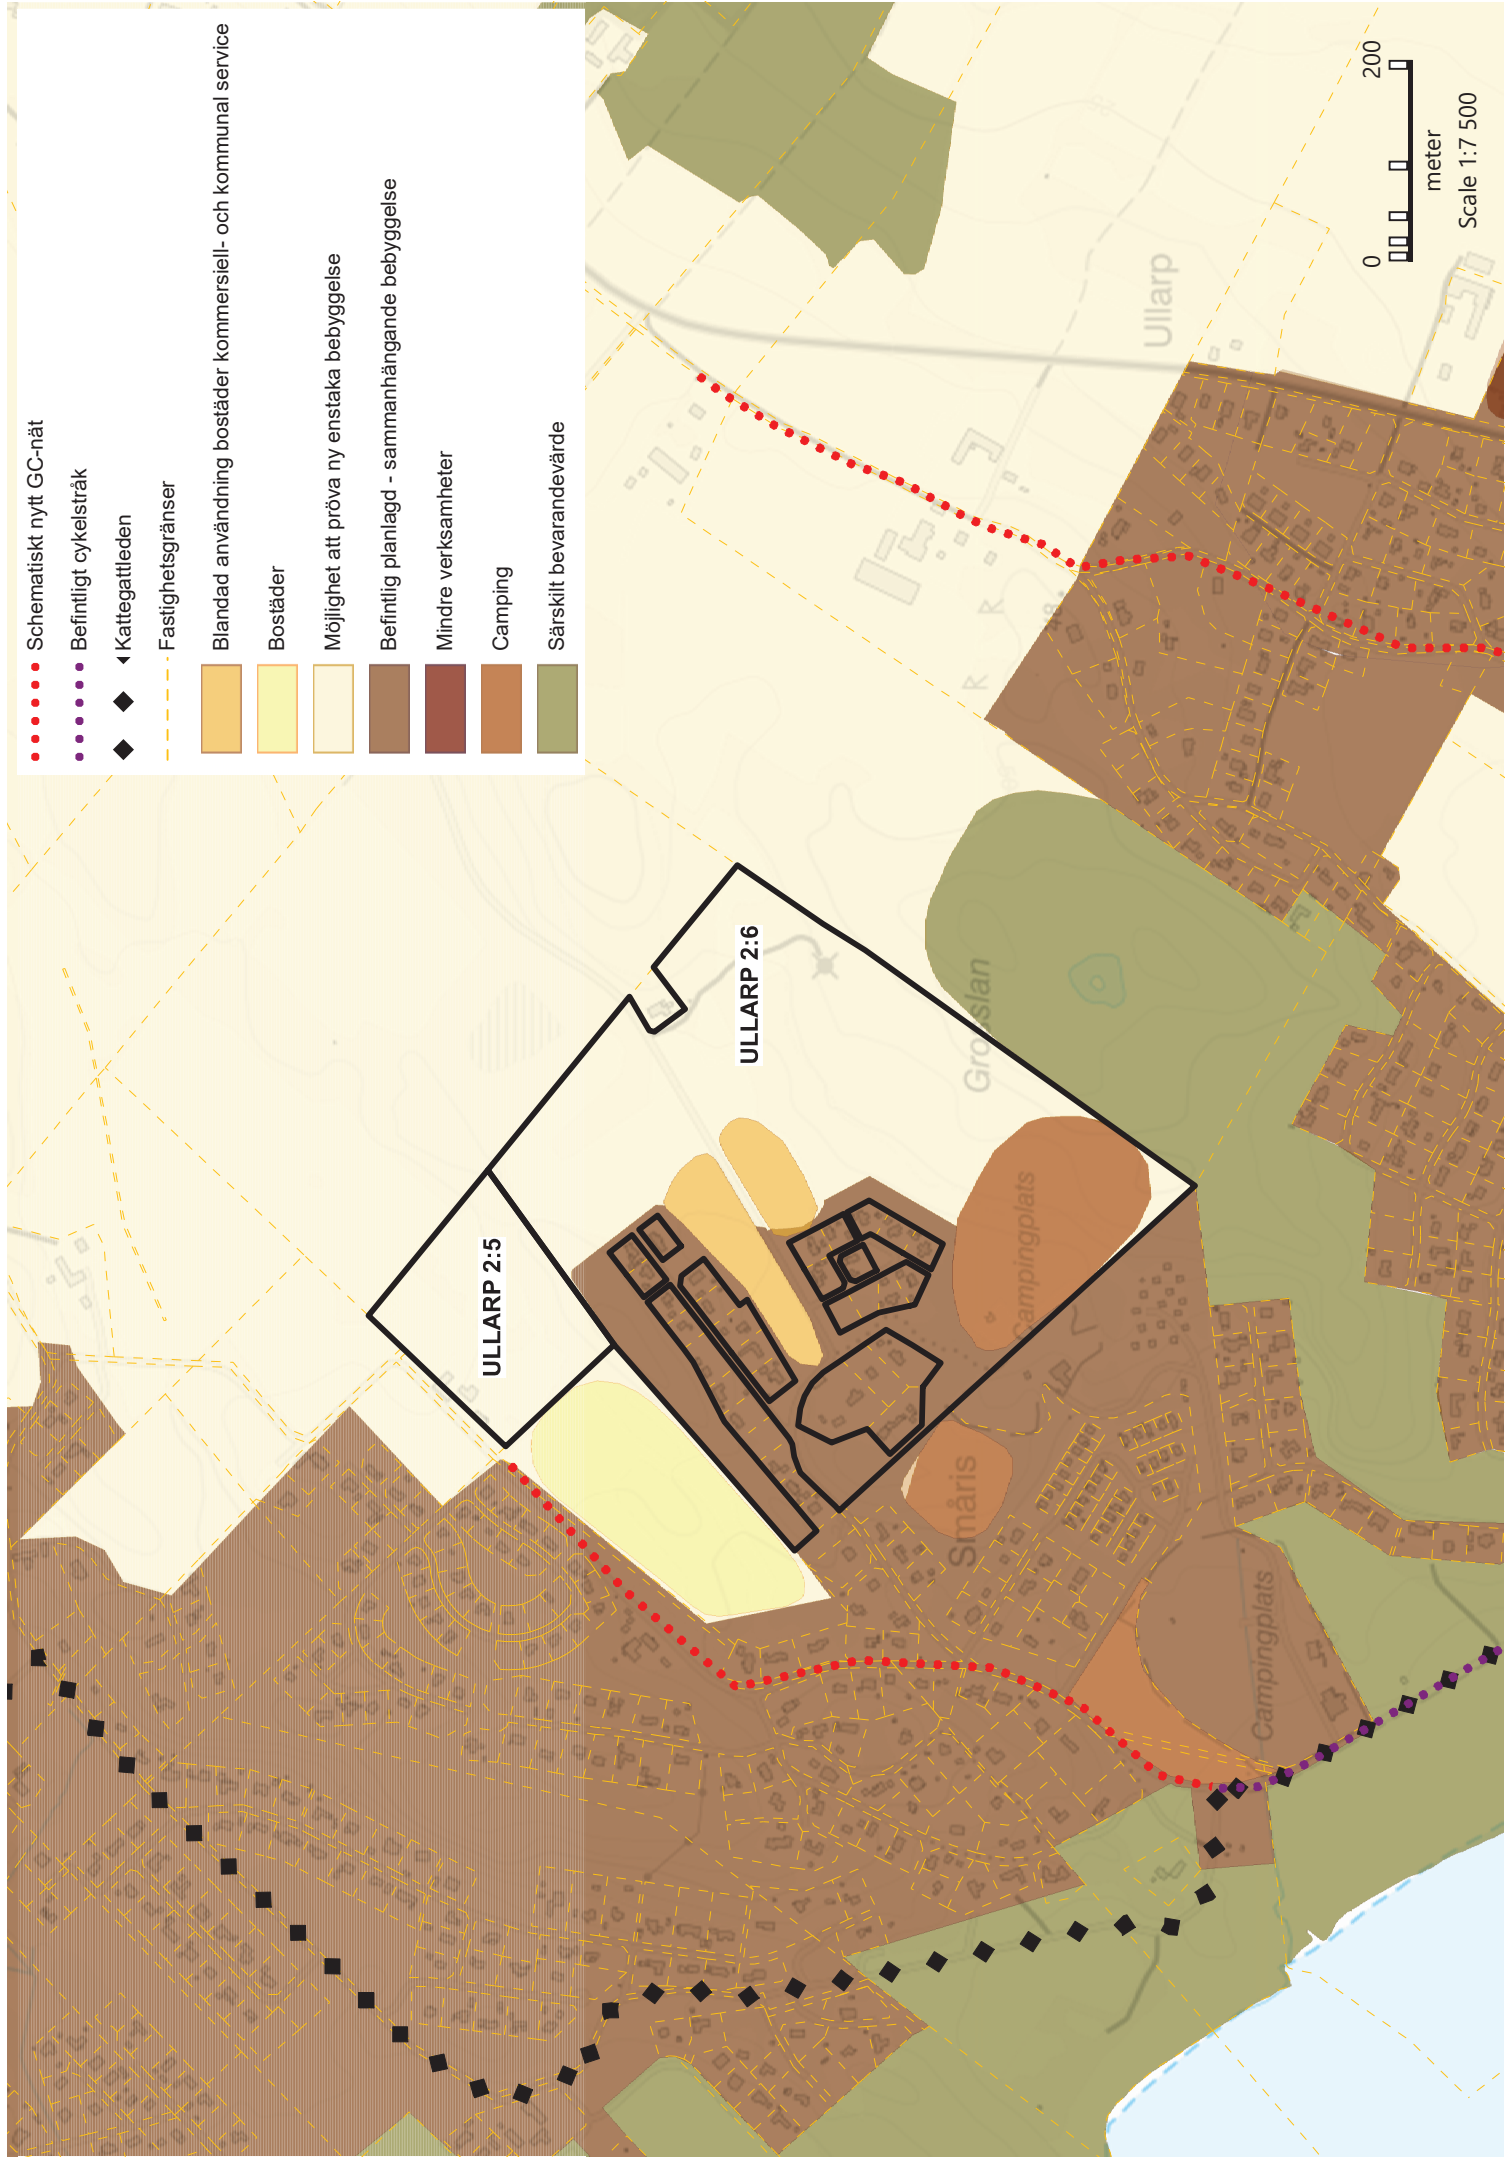 Schematiskt nytt GC-nät
Befintligt cykelstråk
Kattegattleden
Fastighetsgränser
Blandad användning bostäder kommersiell- och kommunal service
Bostäder
Möjlighet att pröva ny enstaka bebyggelse
Befintlig planlagd - sammanhängande bebyggelse
Mindre verksamheter
Camping
Särskilt bevarandevärde
ULLARP 2:5
ULLARP 2:6
Ullarp
48.
R
R
Campingplats
Småris
Campingplats
0
200
meter
Scale 1:7 500